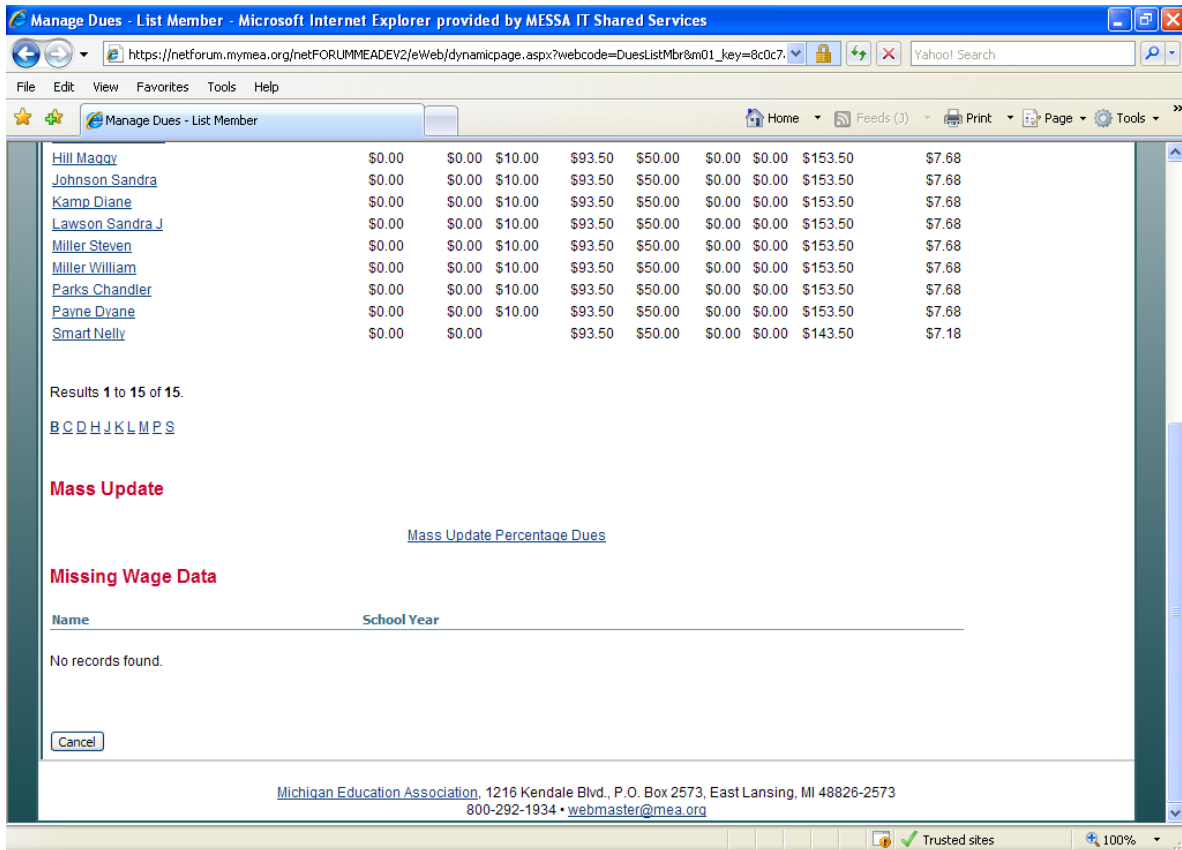 Manage Dues - List Member - Microsoft Internet Explorer provided by MESSA IT Shared Services
https://netforum.mymea.org/netFORUMMEADEV2/eWeb/dynamicpage.aspx?webcode=DuesListMbr&m01_key=8c0c7. Yahoo! Search
File Edit View Favorites Tools Help
Manage Dues - List Member Home Feeds (J) Print Page Tools »
Hill Maggy $0.00 $0.00 $10.00 $93.50 $50.00 $0.00 $0.00 $153.50 $7.68
Johnson Sandra $0.00 $0.00 $10.00 $93.50 $50.00 $0.00 $0.00 $153.50 $7.68
Kamp Diane $0.00 $0.00 $10.00 $93.50 $50.00 $0.00 $0.00 $153.50 $7.68
Lawson Sandra J $0.00 $0.00 $10.00 $93.50 $50.00 $0.00 $0.00 $153.50 $7.68
Miller Steven $0.00 $0.00 $10.00 $93.50 $50.00 $0.00 $0.00 $153.50 $7.68
Miller William $0.00 $0.00 $10.00 $93.50 $50.00 $0.00 $0.00 $153.50 $7.68
Parks Chandler $0.00 $0.00 $10.00 $93.50 $50.00 $0.00 $0.00 $153.50 $7.68
Payne Dyane $0.00 $0.00 $10.00 $93.50 $50.00 $0.00 $0.00 $153.50 $7.68
Smart Nelly $0.00 $0.00 $93.50 $50.00 $0.00 $0.00 $143.50 $7.18
Results 1 to 15 of 15.
B C D H J K L M P S
Mass Update
Mass Update Percentage Dues
Missing Wage Data
Name School Year
No records found.
Cancel
Michigan Education Association, 1216 Kendale Blvd., P.O. Box 2573, East Lansing, MI 48826-2573
800-292-1934 • webmaster@mea.org
Trusted sites 100%